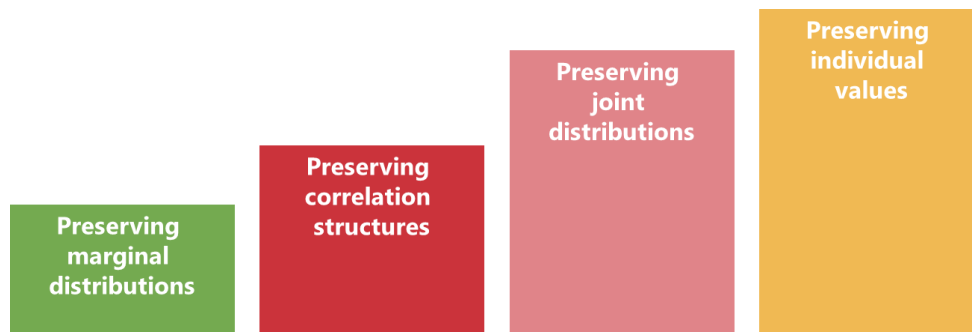 Preserving
marginal
distributions
Preserving
correlation
structures
Preserving
joint
distributions
Preserving
individual
values